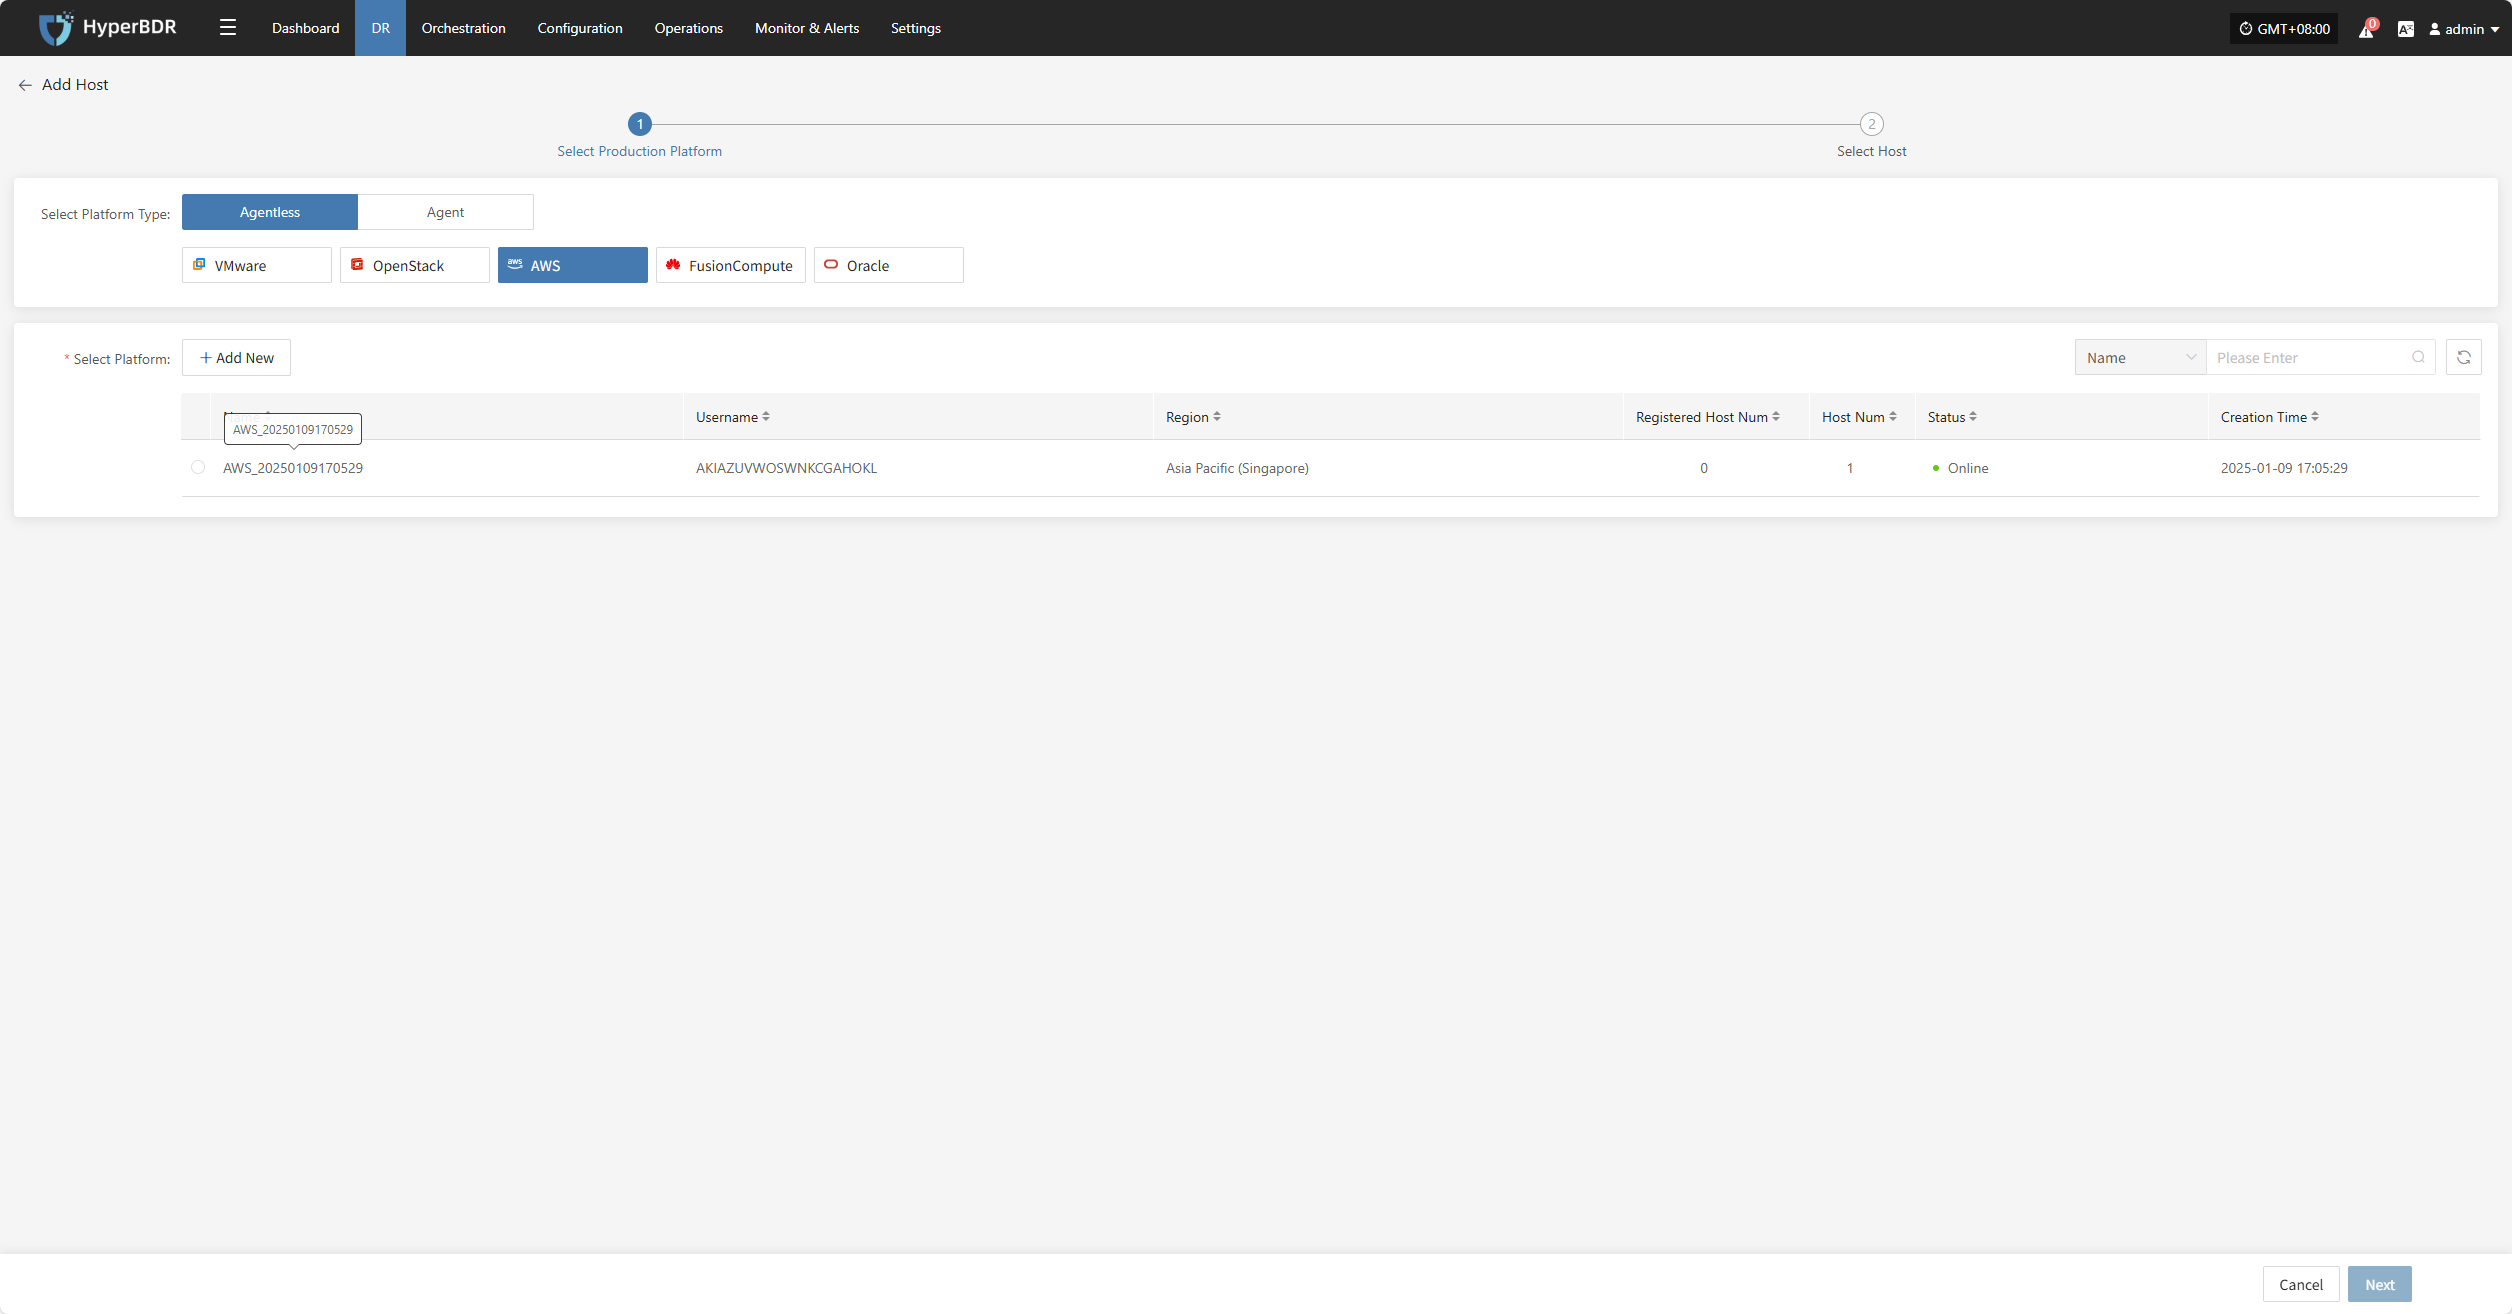 HyperBDR Dashboard DR Orchestration Configuration Operations Monitor & Alerts Settings GMT+08:00 0 admin
Add Host
1 2
Select Production Platform Select Host
Select Platform Type: Agentless Agent
VMware OpenStack aws AWS FusionCompute Oracle
* Select Platform: + Add New Name Please Enter
Name Username Region Registered Host Num Host Num Status Creation Time
AWS_20250109170529
AWS_20250109170529 AKIAZUVWOSWNKCGAHOKL Asia Pacific (Singapore) 0 1 Online 2025-01-09 17:05:29
Cancel Next